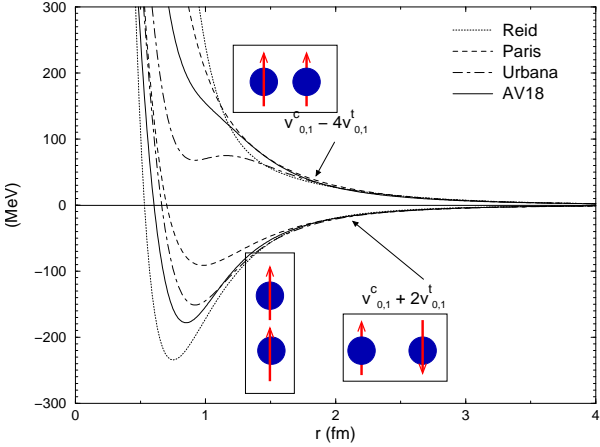 300
200
100
0
−100
−200
−300
(MeV)
Reid
Paris
Urbana
AV18
v^c_{0,1} − 4v^t_{0,1}
v^c_{0,1} + 2v^t_{0,1}
0 1 2 3 4
r (fm)